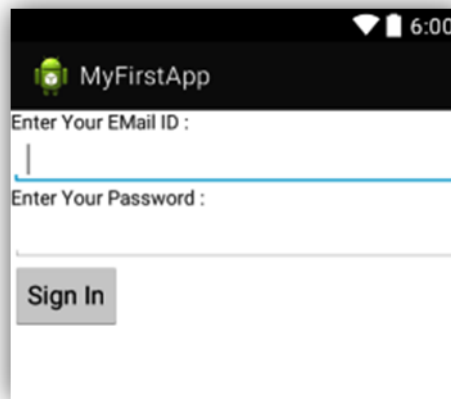 6:00
MyFirstApp
Enter Your EMail ID :
Enter Your Password :
Sign In